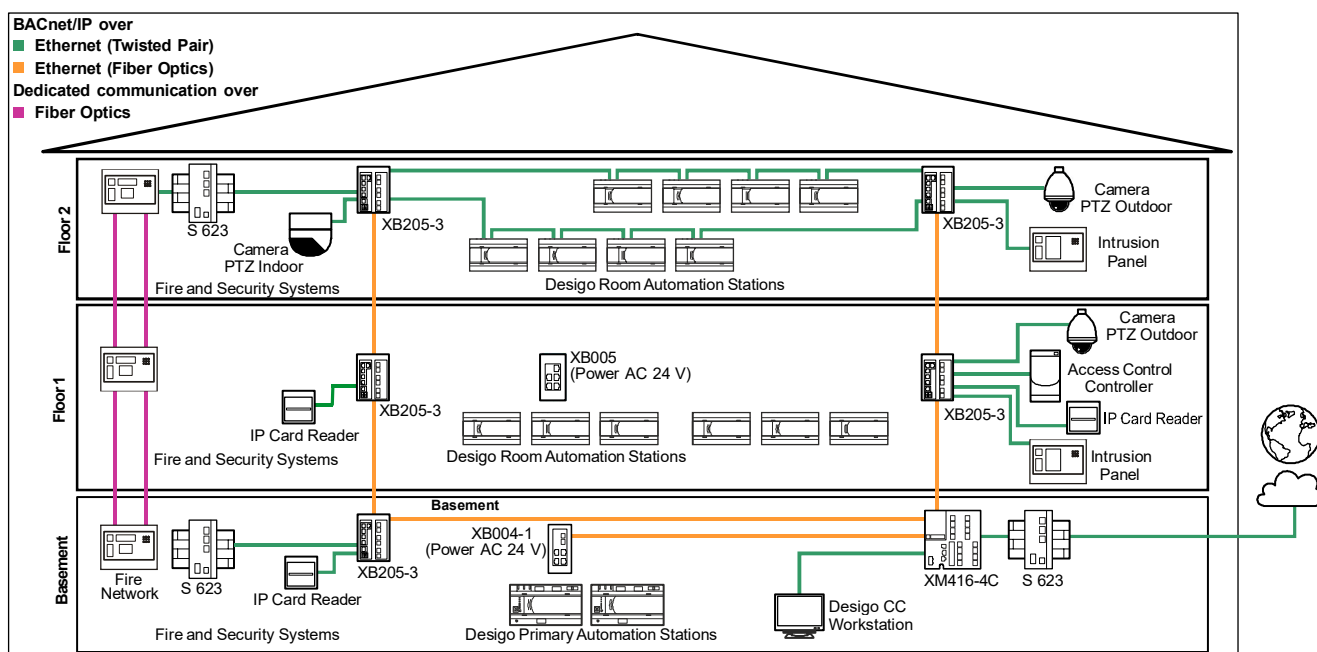 BACnet/IP over
Ethernet (Twisted Pair)
Ethernet (Fiber Optics)
Dedicated communication over
Fiber Optics
Floor 2
S 623
Camera
PTZ Indoor
XB205-3
XB205-3
Camera
PTZ Outdoor
Intrusion
Panel
Fire and Security Systems
Desigo Room Automation Stations
Floor 1
XB005
(Power AC 24 V)
Camera
PTZ Outdoor
Access Control
Controller
XB205-3
XB205-3
IP Card Reader
IP Card Reader
Fire and Security Systems
Desigo Room Automation Stations
Intrusion
Panel
Basement
Basement
XB004-1
(Power AC 24 V)
Fire
Network
S 623
IP Card Reader
XB205-3
XM416-4C
S 623
Desigo CC
Workstation
Fire and Security Systems
Desigo Primary Automation Stations